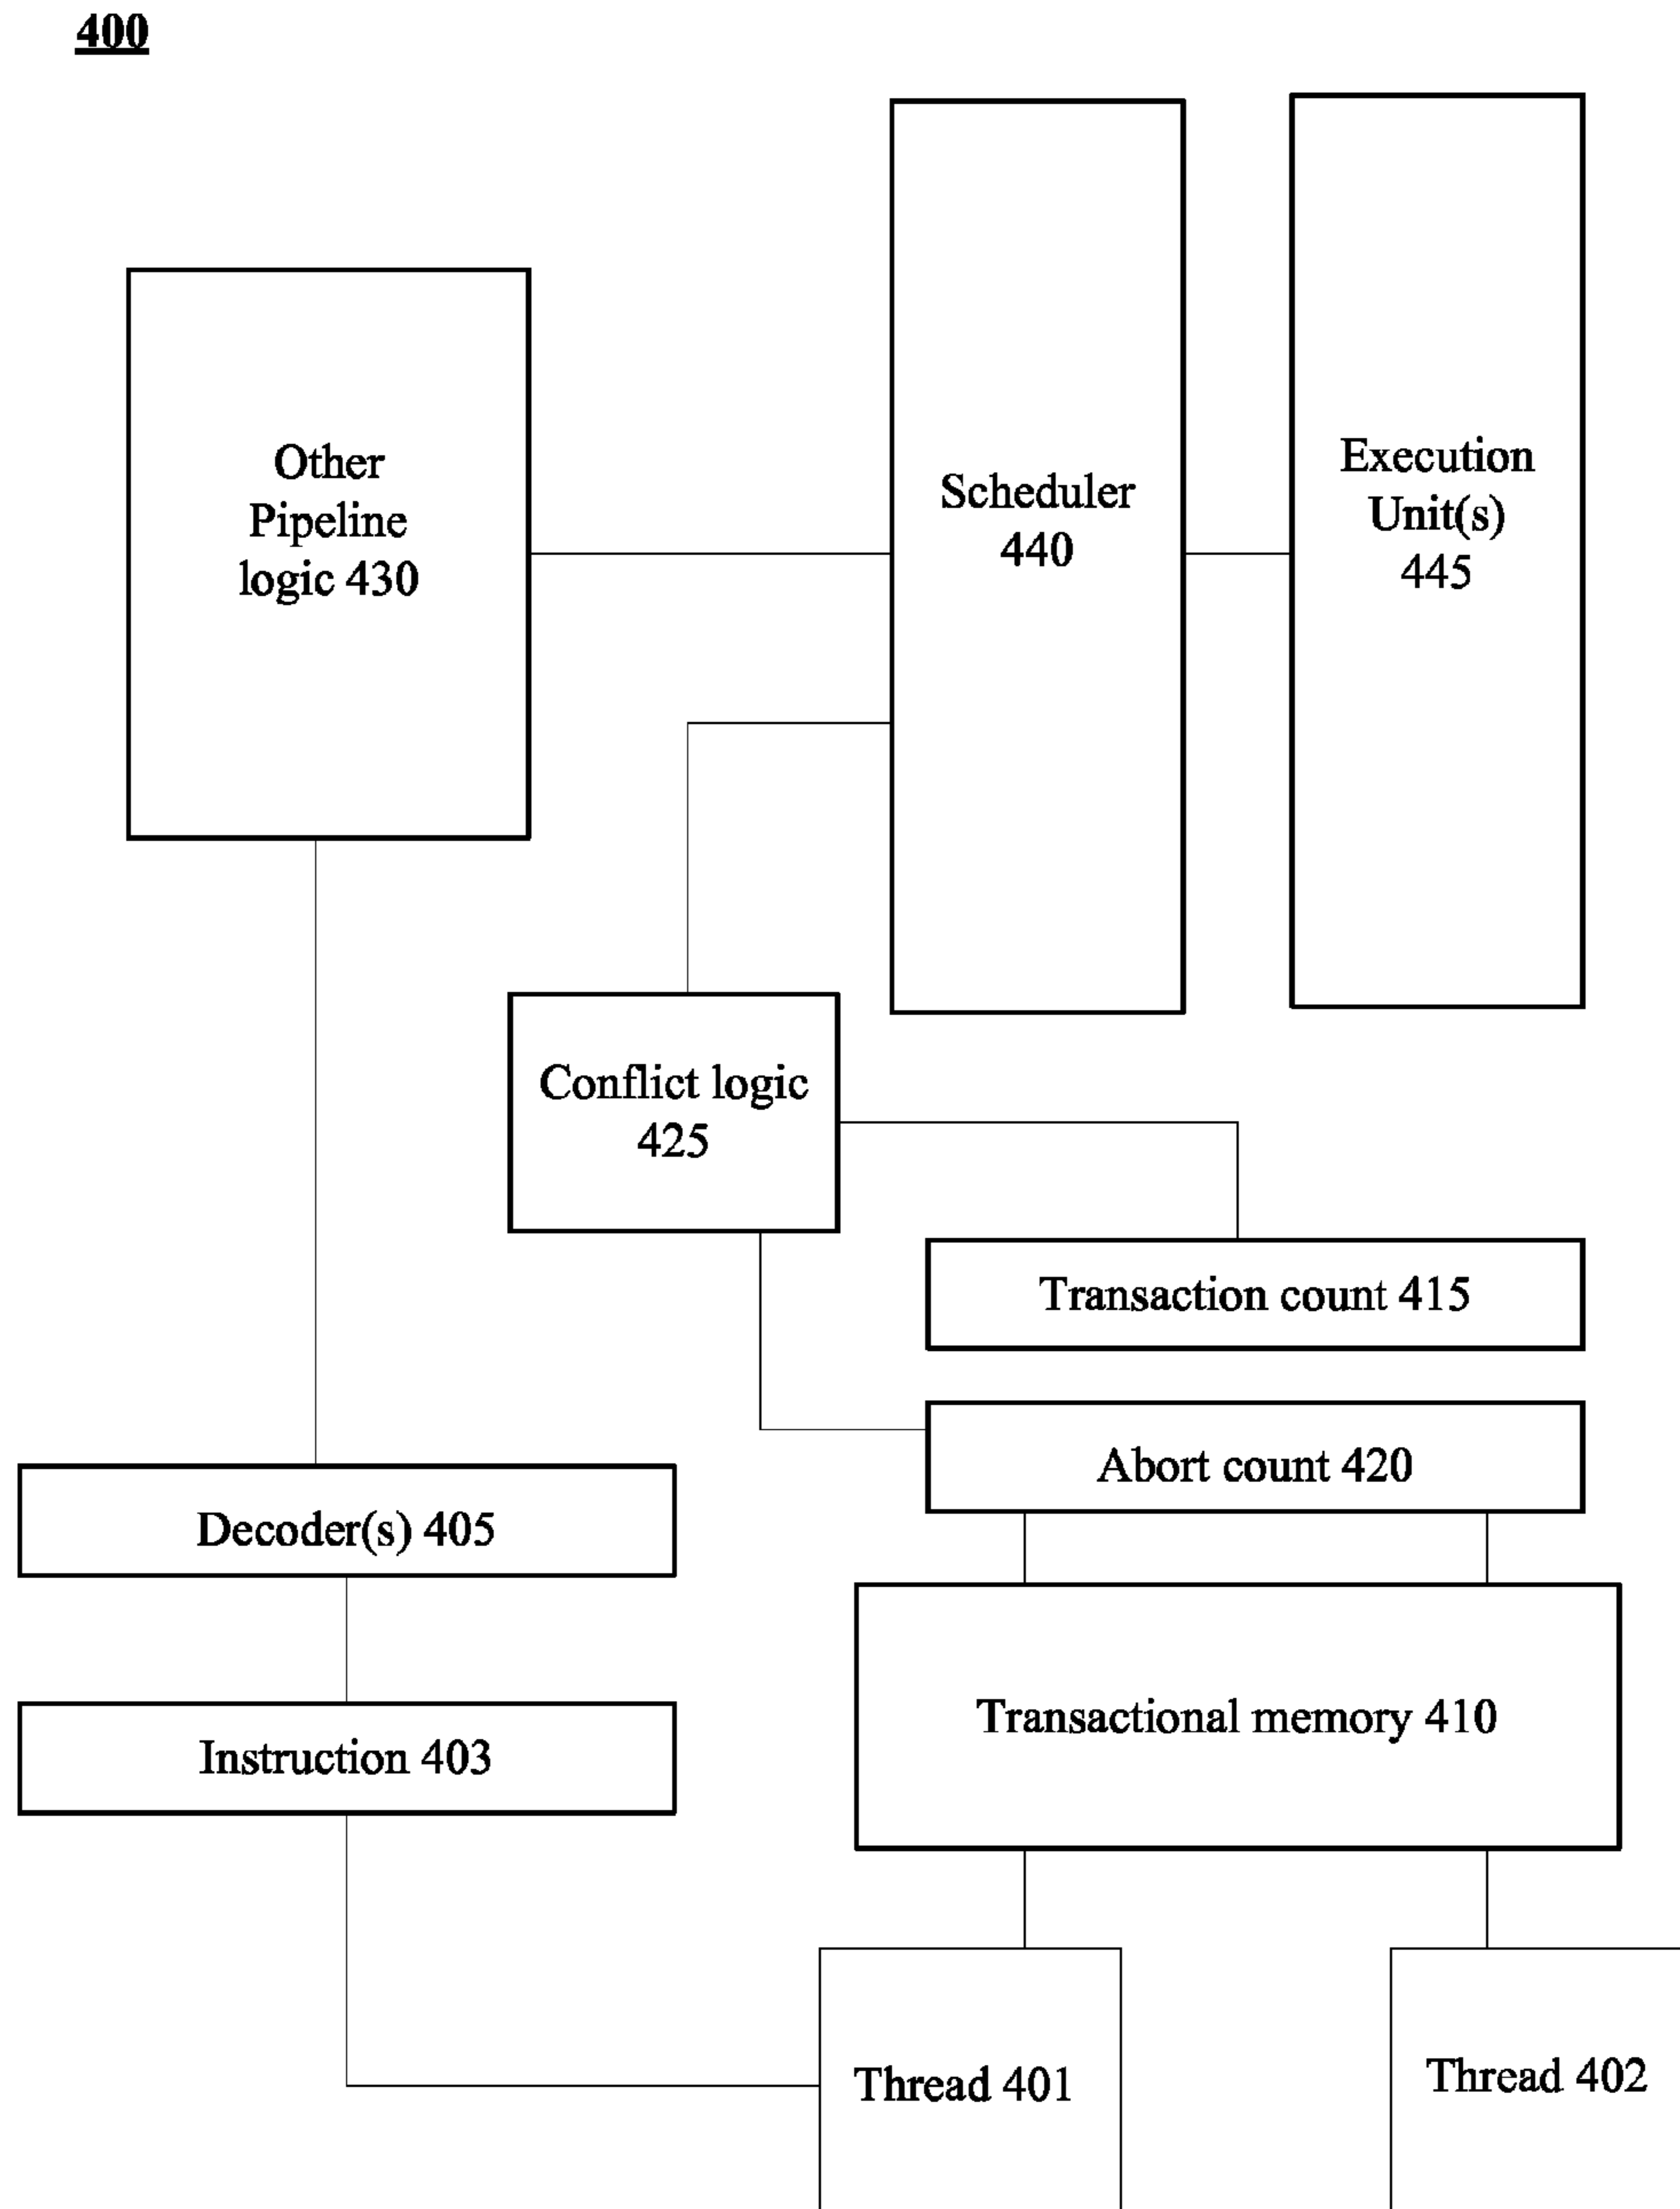 400
Other
Pipeline
logic 430
Scheduler
440
Execution
Unit(s)
445
Conflict logic
425
Transaction count 415
Abort count 420
Decoder(s) 405
Transactional memory 410
Instruction 403
Thread 401
Thread 402